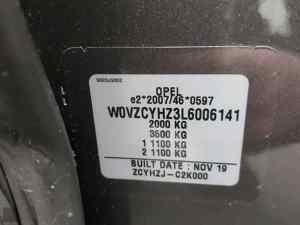 OPEL
e2*2007/46*0597
W0VZCYHZ3L6006141
2000 KG
3500 KG
1 1100 KG
2 1100 KG
BUILT DATE : NOV 19
ZCYHZJ-C2K000